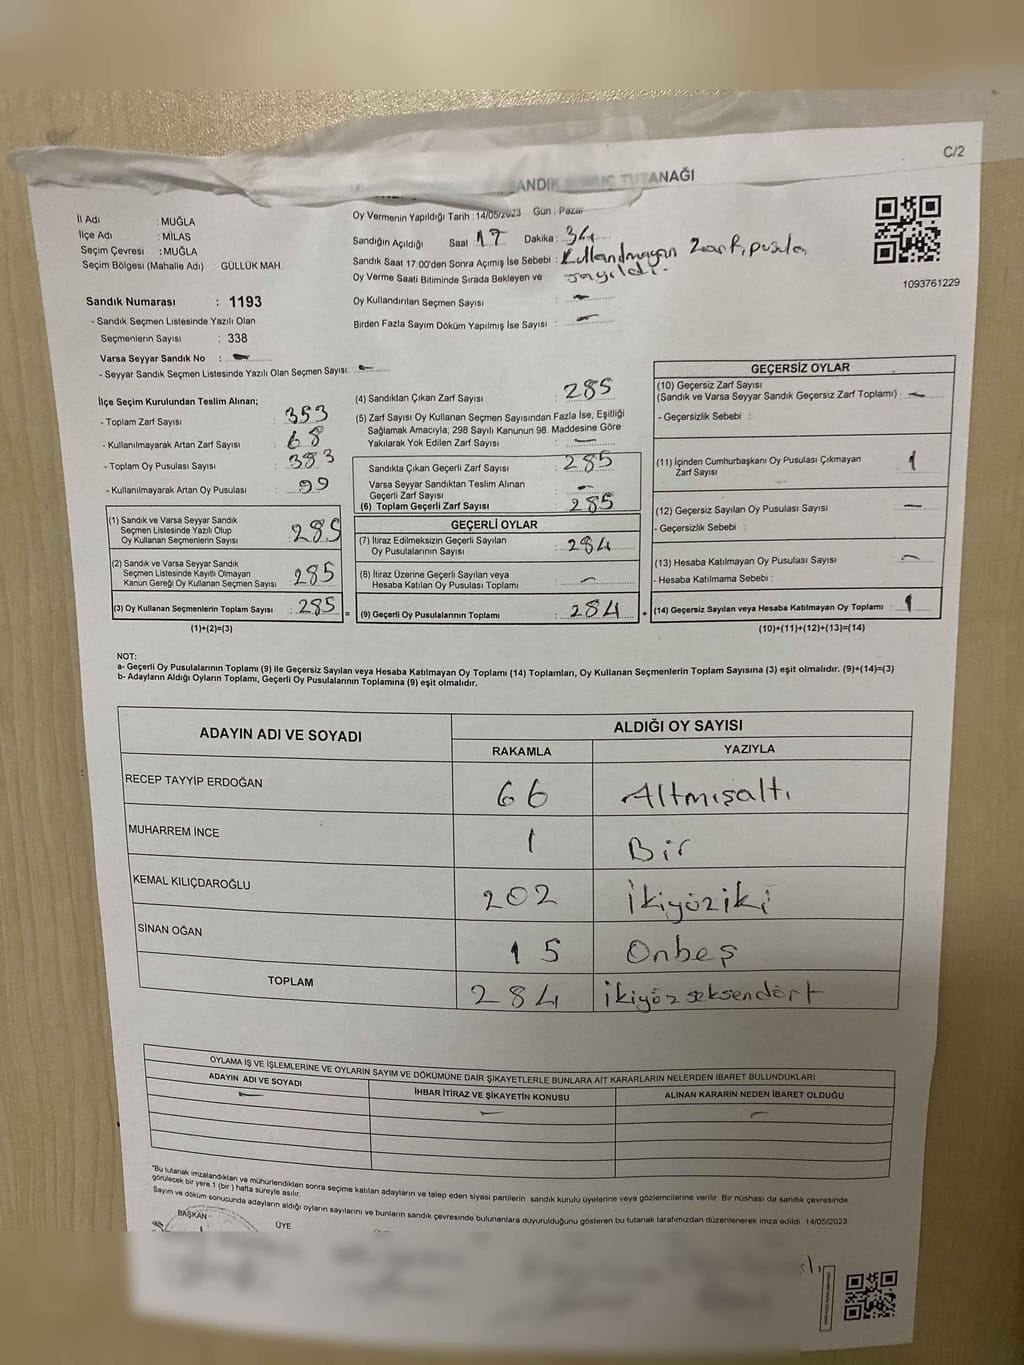 C/2
SANDIK SONUÇ TUTANAĞI
İl Adı : MUĞLA
İlçe Adı : MİLAS
Seçim Çevresi : MUĞLA
Seçim Bölgesi (Mahalle Adı) : GÜLLÜK MAH.
Oy Vermenin Yapıldığı Tarih : 14/05/2023 Gün : Pazar
Sandığın Açıldığı Saat 17 Dakika : 34
Sandık Saat 17:00'den Sonra Açımış İse Sebebi : Kullandmayan zarf, pusula
Oy Verme Saati Bitiminde Sırada Bekleyen ve sayıldı.
Oy Kullandırılan Seçmen Sayısı : -
Birden Fazla Sayım Döküm Yapılmış İse Sayısı : -
1093761229
Sandık Numarası : 1193
- Sandık Seçmen Listesinde Yazılı Olan
Seçmenlerin Sayısı : 338
Varsa Seyyar Sandık No : -
- Seyyar Sandık Seçmen Listesinde Yazılı Olan Seçmen Sayısı: -
İlçe Seçim Kurulundan Teslim Alınan;
- Toplam Zarf Sayısı : 353
- Kullanılmayarak Artan Zarf Sayısı : 68
- Toplam Oy Pusulası Sayısı : 383
- Kullanılmayarak Artan Oy Pusulası : 99
(1) Sandık ve Varsa Seyyar Sandık
Seçmen Listesinde Yazılı Olup
Oy Kullanan Seçmenlerin Sayısı : 285
(2) Sandık ve Varsa Seyyar Sandık
Seçmen Listesinde Kayıtlı Olmayan
Kanun Gereği Oy Kullanan Seçmen Sayısı : 285
(3) Oy Kullanan Seçmenlerin Toplam Sayısı : 285 =
(1)+(2)=(3)
(4) Sandıktan Çıkan Zarf Sayısı : 285
(5) Zarf Sayısı Oy Kullanan Seçmen Sayısından Fazla İse, Eşitliği
Sağlamak Amacıyla; 298 Sayılı Kanunun 98. Maddesine Göre
Yakılarak Yok Edilen Zarf Sayısı : -
Sandıkta Çıkan Geçerli Zarf Sayısı : 285
Varsa Seyyar Sandıktan Teslim Alınan
Geçerli Zarf Sayısı : -
(6) Toplam Geçerli Zarf Sayısı : 285
GEÇERLİ OYLAR
(7) İtiraz Edilmeksizin Geçerli Sayılan
Oy Pusulalarının Sayısı : 284
(8) İtiraz Üzerine Geçerli Sayılan veya
Hesaba Katılan Oy Pusulası Toplamı : -
(9) Geçerli Oy Pusulalarının Toplamı : 284 +
GEÇERSİZ OYLAR
(10) Geçersiz Zarf Sayısı
(Sandık ve Varsa Seyyar Sandık Geçersiz Zarf Toplamı) : -
- Geçersizlik Sebebi :
(11) İçinden Cumhurbaşkanı Oy Pusulası Çıkmayan
Zarf Sayısı : 1
(12) Geçersiz Sayılan Oy Pusulası Sayısı : -
- Geçersizlik Sebebi :
(13) Hesaba Katılmayan Oy Pusulası Sayısı : -
- Hesaba Katılmama Sebebi :
(14) Geçersiz Sayılan veya Hesaba Katılmayan Oy Toplamı : 1
(10)+(11)+(12)+(13)=(14)
NOT:
a- Geçerli Oy Pusulalarının Toplamı (9) ile Geçersiz Sayılan veya Hesaba Katılmayan Oy Toplamı (14) Toplamları, Oy Kullanan Seçmenlerin Toplam Sayısına (3) eşit olmalıdır. (9)+(14)=(3)
b- Adayların Aldığı Oyların Toplamı, Geçerli Oy Pusulalarının Toplamına (9) eşit olmalıdır.
ADAYIN ADI VE SOYADI
ALDIĞI OY SAYISI
RAKAMLA YAZIYLA
RECEP TAYYİP ERDOĞAN 66 Altmışaltı
MUHARREM İNCE 1 Bir
KEMAL KILIÇDAROĞLU 202 İkiyüziki
SİNAN OĞAN 15 Onbeş
TOPLAM 284 İkiyüzseksendört
OYLAMA İŞ VE İŞLEMLERİNE VE OYLARIN SAYIM VE DÖKÜMÜNE DAİR ŞİKAYETLERLE BUNLARA AİT KARARLARIN NELERDEN İBARET BULUNDUKLARI
ADAYIN ADI VE SOYADI İHBAR İTİRAZ VE ŞİKAYETİN KONUSU ALINAN KARARIN NEDEN İBARET OLDUĞU
- - -
"Bu tutanak imzalandıktan ve mühürlendikten sonra seçime katılan adayların ve talep eden siyasi partilerin sandık kurulu üyelerine veya gözlemcilerine verilir. Bir nüshası da sandık çevresinde
görülecek bir yere 1 (bir) hafta süreyle asılır.
Sayım ve döküm sonucunda adayların aldığı oyların sayılarını ve bunların sandık çevresinde bulunanlara duyurulduğunu gösteren bu tutanak tarafımızdan düzenlenerek imza edildi. 14/05/2023
BAŞKAN
ÜYE